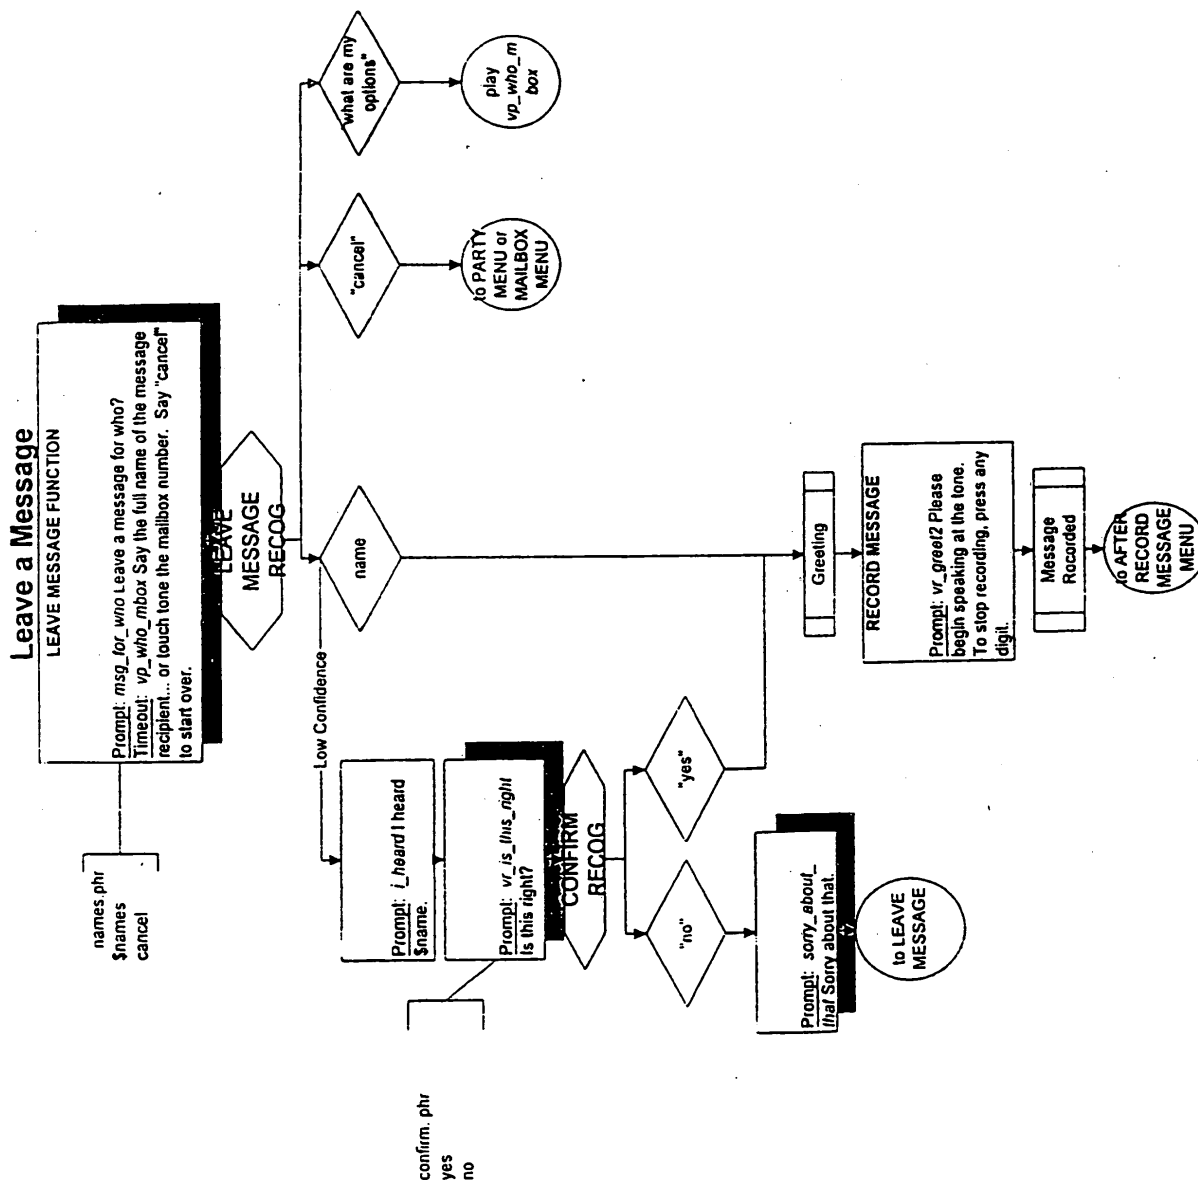 Leave a Message
LEAVE MESSAGE FUNCTION
Prompt: msg_for_who Leave a message for who?
Timeout: vp_who_mbox Say the full name of the message
recipient... or touch tone the mailbox number. Say "cancel"
to start over.
names.phr
$names
cancel
LEAVE
MESSAGE
RECOG
Low Confidence
name
"cancel"
"what are my
options"
to PARTY
MENU or
MAILBOX
MENU
play
vp_who_m
box
Prompt: i_heard I heard
$name.
Prompt: vr_is_this_right
Is this right?
confirm. phr
yes
no
CONFIRM
RECOG
"no"
"yes"
Prompt: sorry_about_
that Sorry about that.
to LEAVE
MESSAGE
Greeting
RECORD MESSAGE
Prompt: vr_greet2 Please
begin speaking at the tone.
To stop recording, press any
digit.
Message
Rocorded
to AFTER
RECORD
MESSAGE
MENU